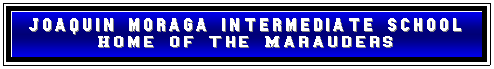 JOAQUIN MORAGA INTERMEDIATE SCHOOL
HOME OF THE MARAUDERS